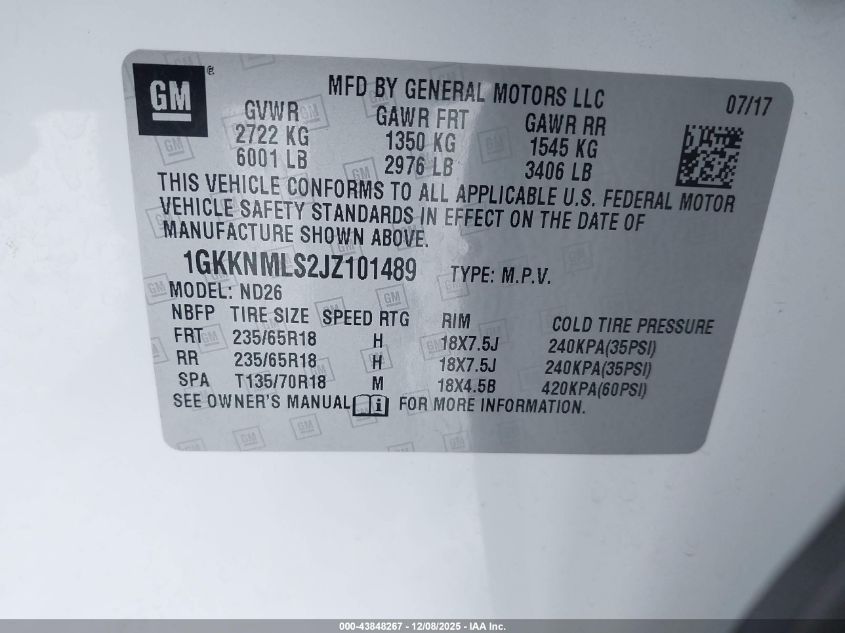 GM ®
MFD BY GENERAL MOTORS LLC 07/17
GVWR GAWR FRT GAWR RR
2722 KG 1350 KG 1545 KG
6001 LB 2976 LB 3406 LB
THIS VEHICLE CONFORMS TO ALL APPLICABLE U.S. FEDERAL MOTOR
VEHICLE SAFETY STANDARDS IN EFFECT ON THE DATE OF
MANUFACTURE SHOWN ABOVE.
1GKKNMLS2JZ101489 TYPE: M.P.V.
MODEL: ND26
NBFP TIRE SIZE SPEED RTG RIM COLD TIRE PRESSURE
FRT 235/65R18 H 18X7.5J 240KPA(35PSI)
RR 235/65R18 H 18X7.5J 240KPA(35PSI)
SPA T135/70R18 M 18X4.5B 420KPA(60PSI)
SEE OWNER'S MANUAL i FOR MORE INFORMATION.
000-43848267 - 12/08/2025 - IAA Inc.